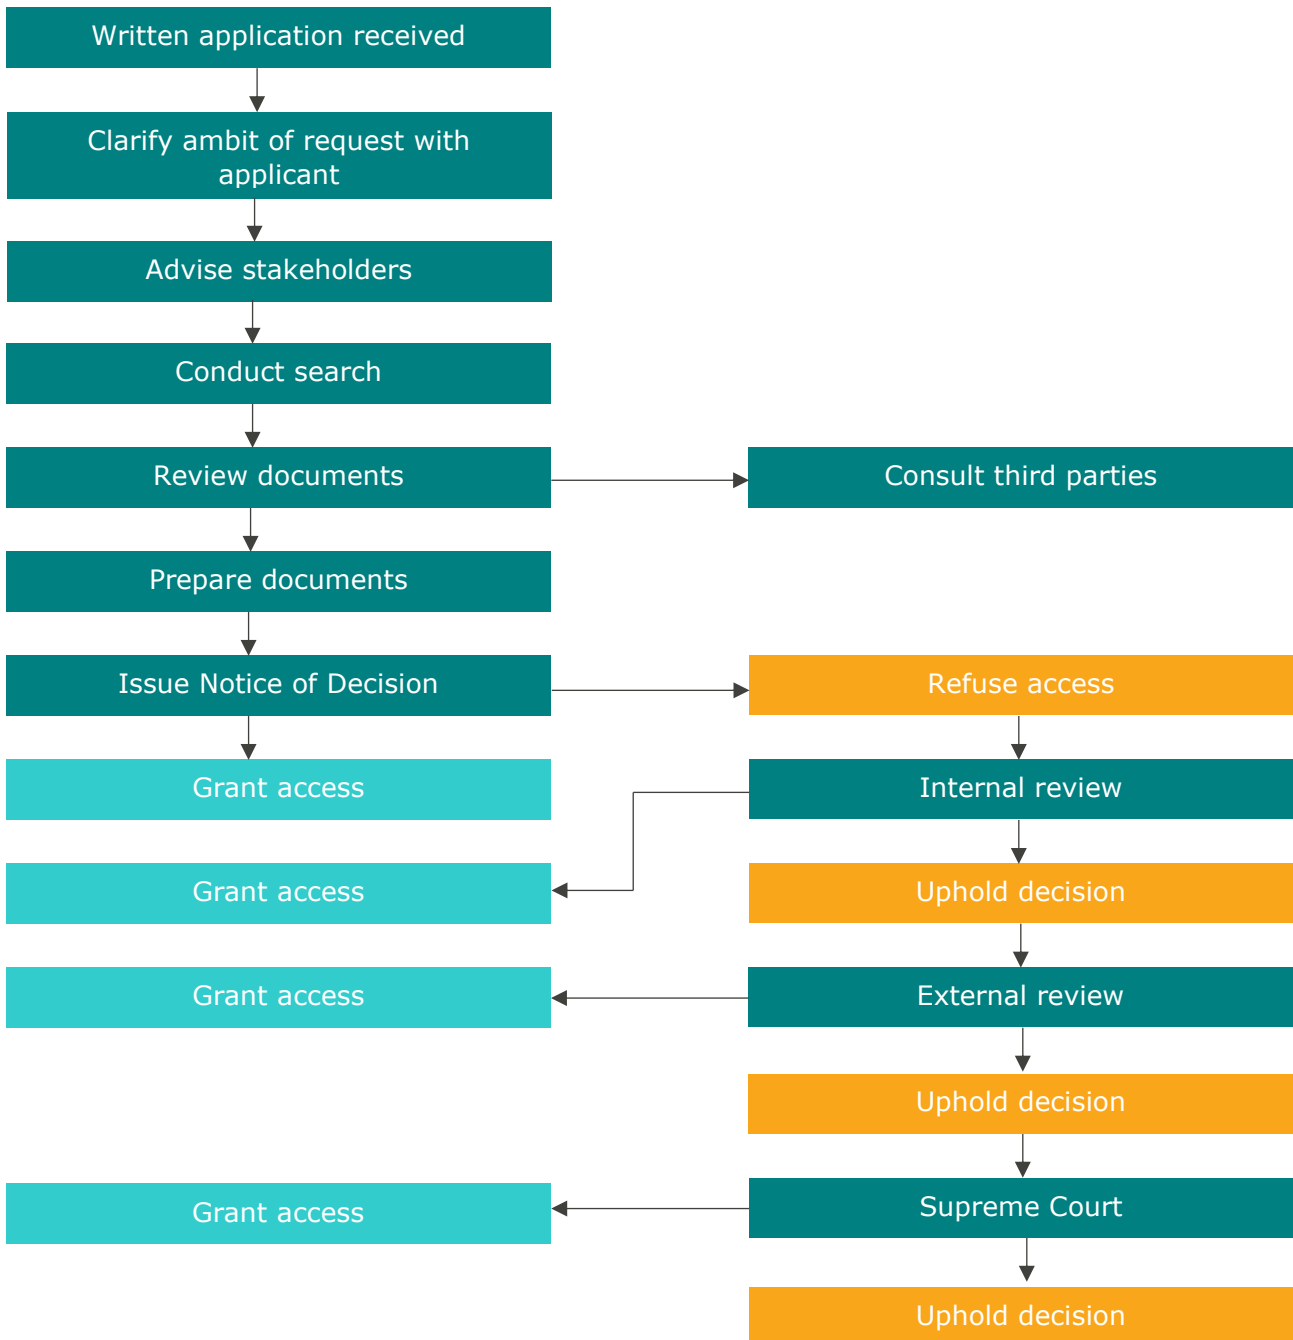 Written application received
Clarify ambit of request with
applicant
Advise stakeholders
Conduct search
Review documents
Consult third parties
Prepare documents
Issue Notice of Decision
Refuse access
Grant access
Internal review
Grant access
Uphold decision
Grant access
External review
Uphold decision
Grant access
Supreme Court
Uphold decision